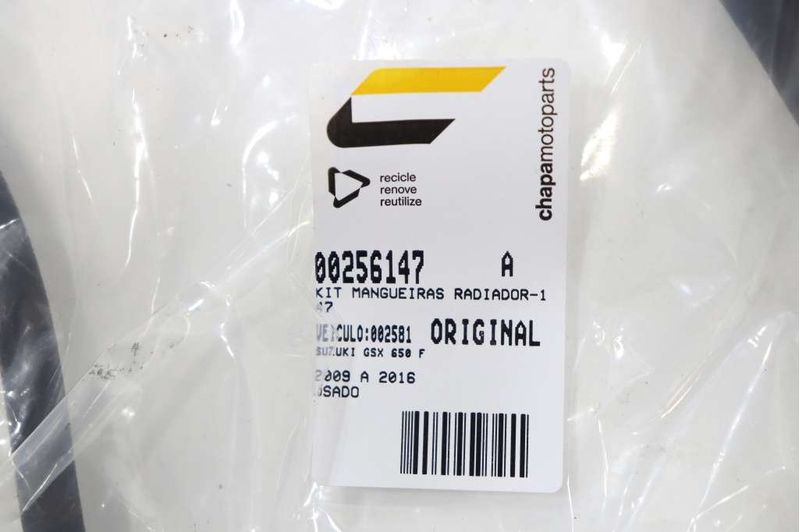 chapamotoparts
recicle
renove
reutilize
00256147 A
KIT MANGUEIRAS RADIADOR-1
47
VEICULO:002581 ORIGINAL
SUZUKI GSX 650 F
2009 A 2016
USADO